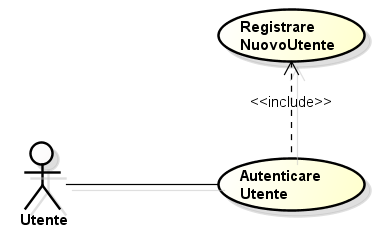 Registrare
NuovoUtente
<<include>>
Autenticare
Utente
Utente